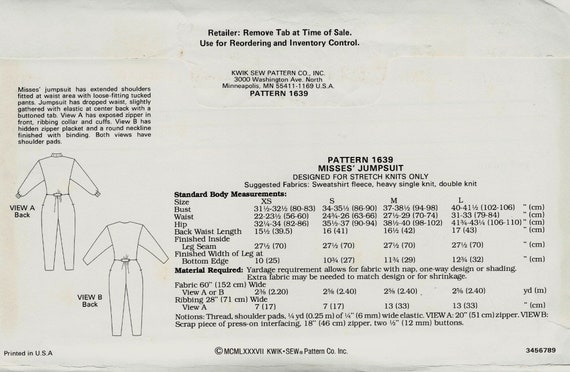 Retailer: Remove Tab at Time of Sale.
Use for Reordering and Inventory Control.
KWIK SEW PATTERN CO., INC.
3000 Washington Ave. North
Minneapolis, MN 55411-1169 U.S.A.
PATTERN 1639
Misses' jumpsuit has extended shoulders
fitted at waist area with loose-fitting tucked
pants. Jumpsuit has dropped waist, slightly
gathered with elastic at center back with a
buttoned tab. View A has exposed zipper in
front, ribbing collar and cuffs. View B has
hidden zipper placket and a round neckline
finished with binding. Both views have
shoulder pads.
VIEW A
Back
VIEW B
Back
PATTERN 1639
MISSES' JUMPSUIT
DESIGNED FOR STRETCH KNITS ONLY
Suggested Fabrics: Sweatshirt fleece, heavy single knit, double knit
Standard Body Measurements:
Size XS S M L
Bust 31½-32½ (80-83) 34-35½ (86-90) 37-38½ (94-98) 40-41½ (102-106) " (cm)
Waist 22-23½ (56-60) 24¾-26 (63-66) 27½-29 (70-74) 31-33 (79-84) " (cm)
Hip 32¼-34 (82-86) 35½-37 (90-94) 38½-40 (98-102) 41¾-43¼ (106-110) " (cm)
Back Waist Length 15½ (39.5) 16 (41) 16½ (42) 17 (43) " (cm)
Finished Inside
Leg Seam 27½ (70) 27½ (70) 27½ (70) 27½ (70) " (cm)
Finished Width of Leg at
Bottom Edge 10 (25) 10¾ (27) 11¾ (29) 12¾ (32) " (cm)
Material Required: Yardage requirement allows for fabric with nap, one-way design or shading.
Extra fabric may be needed to match design or for shrinkage.
Fabric 60" (152 cm) Wide
View A or B 2⅜ (2.20) 2⅝ (2.40) 2⅝ (2.40) 2⅝ (2.40) yd (m)
Ribbing 28" (71 cm) Wide
View A 7 (17) 7 (17) 13 (33) 13 (33) " (cm)
Notions: Thread, shoulder pads, ¼ yd (0.25 m) of ¼" (6 mm) wide elastic. VIEW A: 20" (51 cm) zipper. VIEW B:
Scrap piece of press-on interfacing, 18" (46 cm) zipper, two ½" (12 mm) buttons.
Printed in U.S.A
© MCMLXXXVII KWIK•SEW® Pattern Co. Inc.
3456789